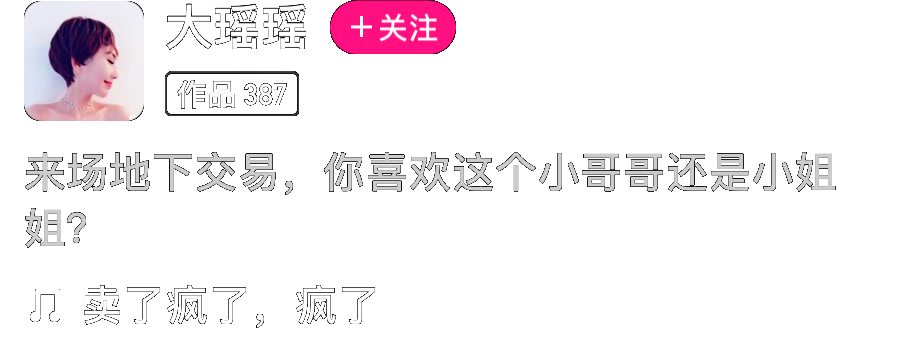 大瑶瑶
+关注
作品 387
来场地下交易，你喜欢这个小哥哥还是小姐
姐？
卖了疯了，疯了